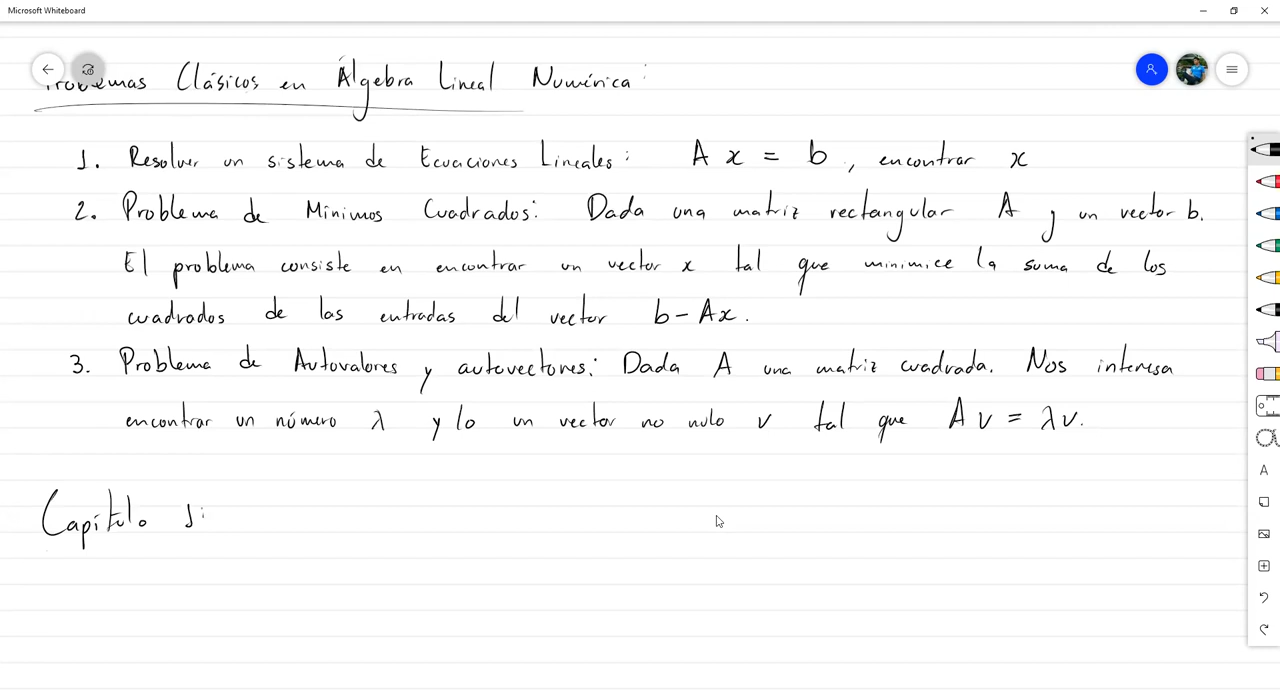 Microsoft Whiteboard
Problemas Clásicos en Álgebra Lineal Numérica:
1. Resolver un sistema de Ecuaciones Lineales: A x = b, encontrar x
2. Problema de Mínimos Cuadrados: Dada una matriz rectangular A y un vector b.
El problema consiste en encontrar un vector x tal que minimice la suma de los
cuadrados de las entradas del vector b - Ax.
3. Problema de Autovalores y autovectores: Dada A una matriz cuadrada. Nos interesa
encontrar un número λ y/o un vector no nulo v tal que A v = λv.
Capítulo 1:
A